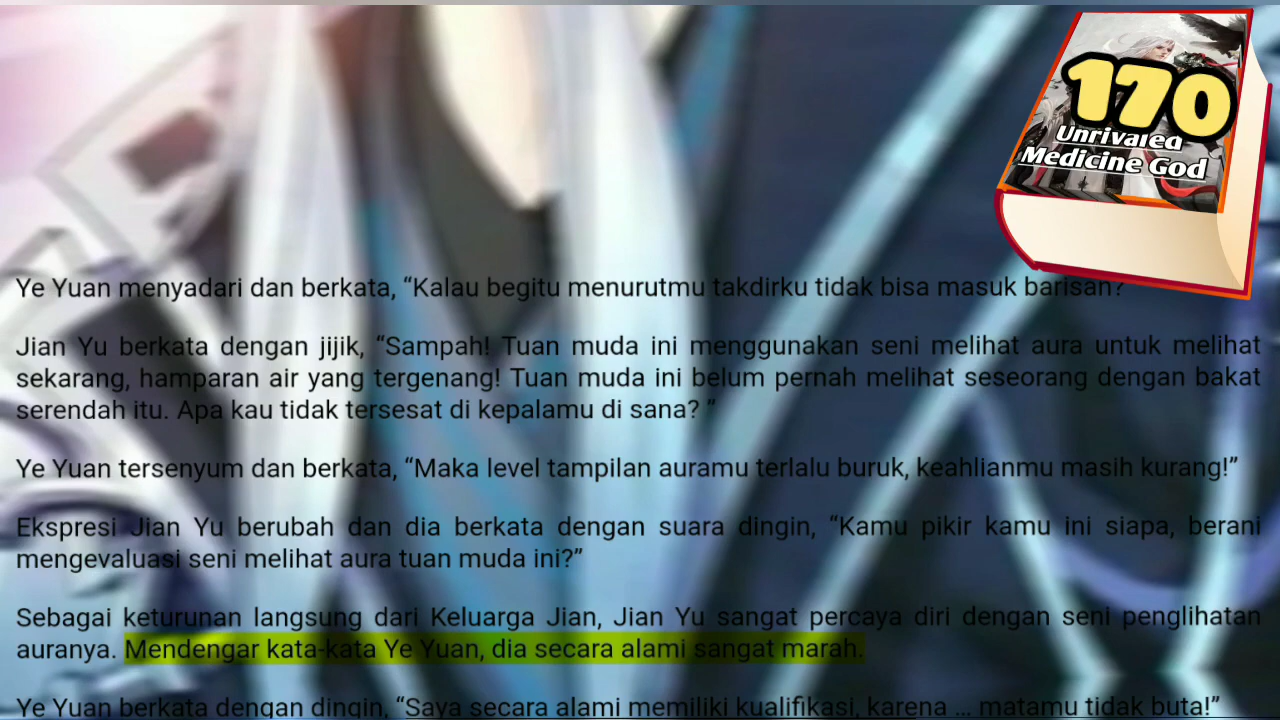 170
Unrivaled
Medicine God
Ye Yuan menyadari dan berkata, “Kalau begitu menurutmu takdirku tidak bisa masuk barisan?
Jian Yu berkata dengan jijik, “Sampah! Tuan muda ini menggunakan seni melihat aura untuk melihat
sekarang, hamparan air yang tergenang! Tuan muda ini belum pernah melihat seseorang dengan bakat
serendah itu. Apa kau tidak tersesat di kepalamu di sana? ”
Ye Yuan tersenyum dan berkata, “Maka level tampilan auramu terlalu buruk, keahlianmu masih kurang!”
Ekspresi Jian Yu berubah dan dia berkata dengan suara dingin, “Kamu pikir kamu ini siapa, berani
mengevaluasi seni melihat aura tuan muda ini?”
Sebagai keturunan langsung dari Keluarga Jian, Jian Yu sangat percaya diri dengan seni penglihatan
auranya. Mendengar kata-kata Ye Yuan, dia secara alami sangat marah.
Ye Yuan berkata dengan dingin, “Saya secara alami memiliki kualifikasi, karena ... matamu tidak buta!”